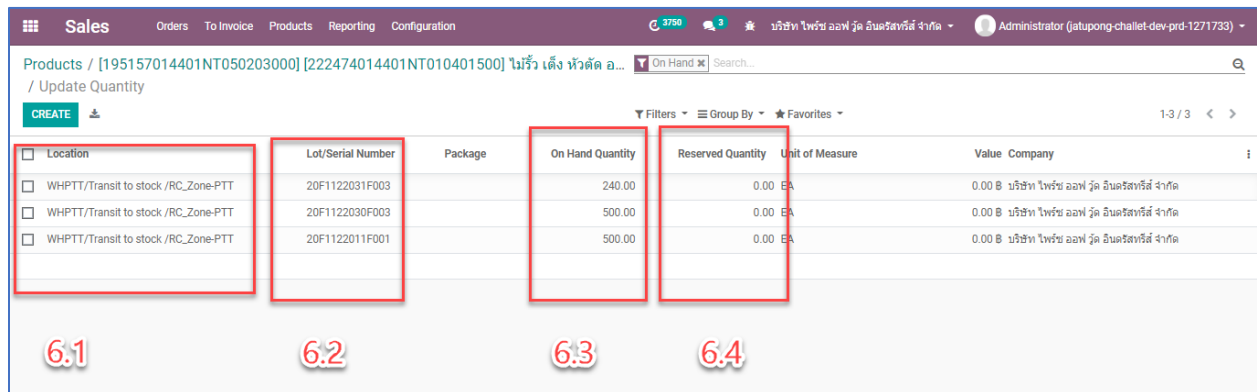 Sales Orders To Invoice Products Reporting Configuration 3750 3 บริษัท ไพร์ซ ออฟ วู้ด อินดรัสทรีส์ จำกัด Administrator (jatupong-challet-dev-prd-1271733)
Products / [195157014401NT050203000] [222474014401NT010401500] ไม้รั้ว เต็ง หัวตัด อ... On Hand Search...
/ Update Quantity
CREATE Filters Group By Favorites 1-3 / 3
Location Lot/Serial Number Package On Hand Quantity Reserved Quantity Unit of Measure Value Company
WHPTT/Transit to stock /RC_Zone-PTT 20F1122031F003 240.00 0.00 EA 0.00 ฿ บริษัท ไพร์ซ ออฟ วู้ด อินดรัสทรีส์ จำกัด
WHPTT/Transit to stock /RC_Zone-PTT 20F1122030F003 500.00 0.00 EA 0.00 ฿ บริษัท ไพร์ซ ออฟ วู้ด อินดรัสทรีส์ จำกัด
WHPTT/Transit to stock /RC_Zone-PTT 20F1122011F001 500.00 0.00 EA 0.00 ฿ บริษัท ไพร์ซ ออฟ วู้ด อินดรัสทรีส์ จำกัด
6.1 6.2 6.3 6.4